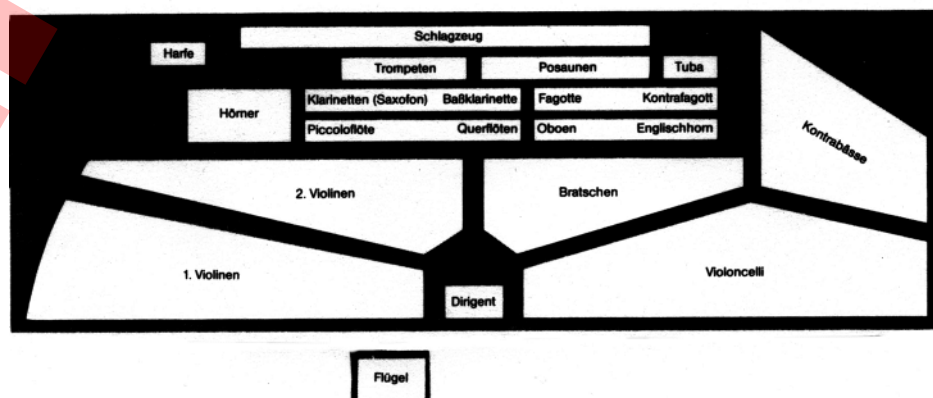 Schlagzeug
Harfe
Trompeten Posaunen Tuba
Hörner
Klarinetten (Saxofon) Baßklarinette Fagotte Kontrafagott
Piccoloflöte Querflöten Oboen Englischhorn
Kontrabässe
2. Violinen Bratschen
1. Violinen Violoncelli
Dirigent
Flügel